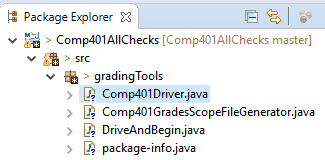 Package Explorer
Comp401AllChecks [Comp401AllChecks master]
src
gradingTools
Comp401Driver.java
Comp401GradesScopeFileGenerator.java
DriveAndBegin.java
package-info.java